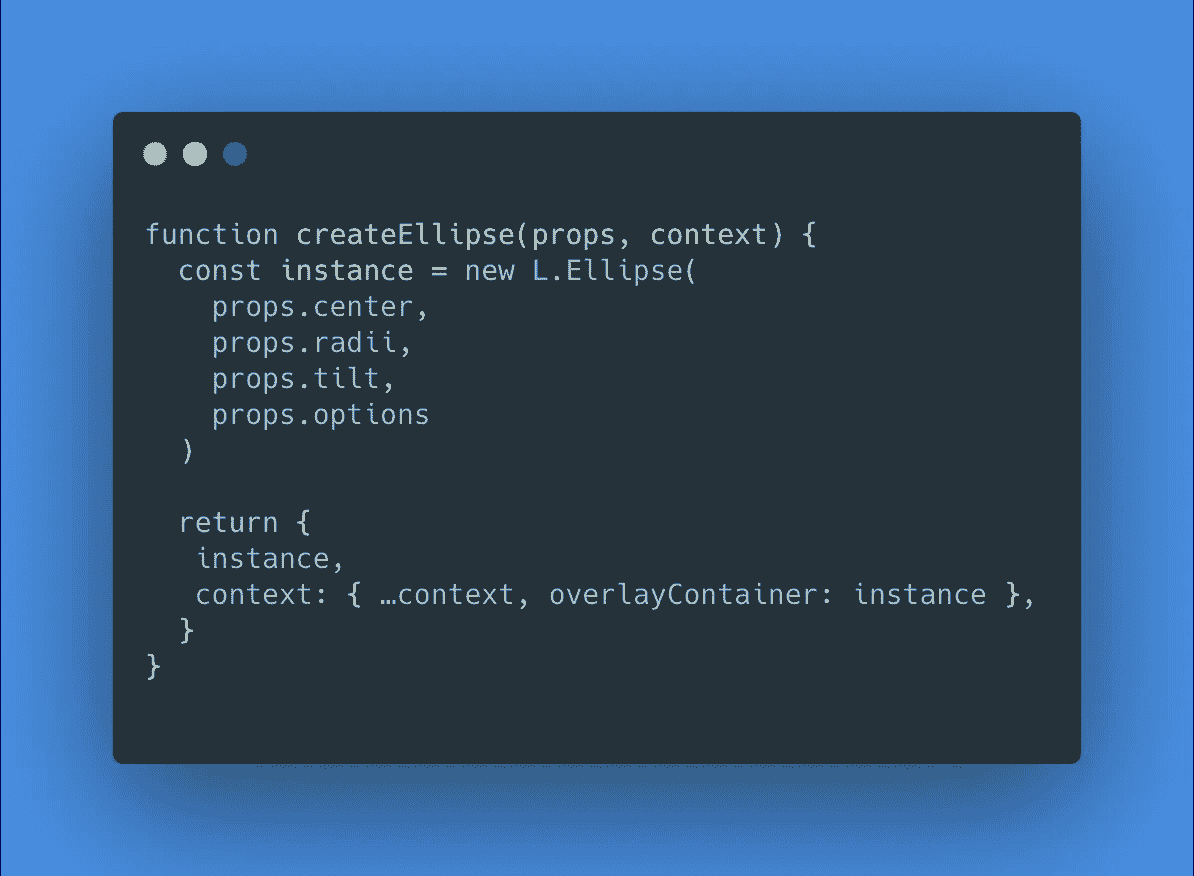 function createEllipse(props, context) {
  const instance = new L.Ellipse(
    props.center,
    props.radii,
    props.tilt,
    props.options
  )
  return {
   instance,
   context: { …context, overlayContainer: instance },
  }
}